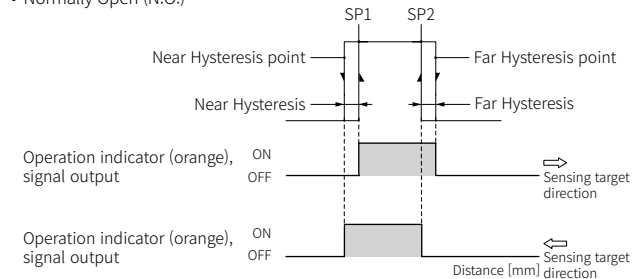 • Normally Open (N.O.)
SP1 SP2
Near Hysteresis point Far Hysteresis point
Near Hysteresis Far Hysteresis
Operation indicator (orange), ON
signal output OFF
Sensing target
direction
Operation indicator (orange), ON
signal output OFF
Sensing target
Distance [mm] direction